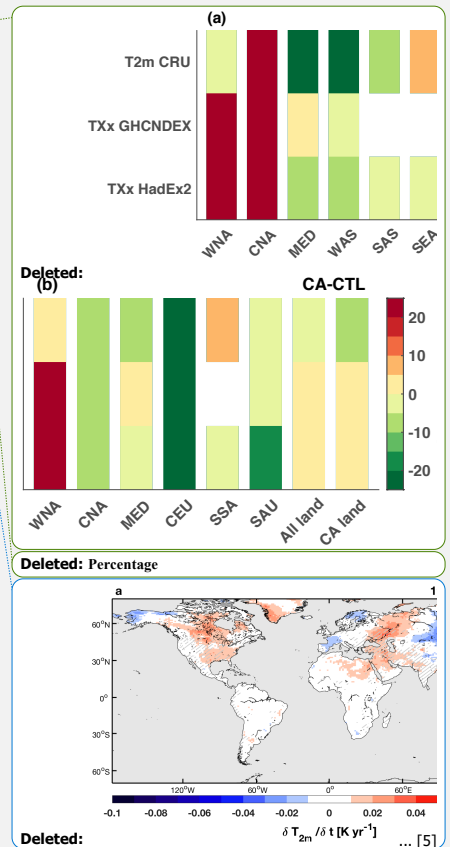 (a)
T2m CRU
TXx GHCNDEX
TXx HadEx2
WNA CNA MED WAS SAS SEA
Deleted:
(b) CA-CTL
20
10
0
-10
-20
WNA CNA MED CEU SSA SAU All land CA land
Deleted: Percentage
a 1
60°N
30°N
0°
30°S
60°S
120°W 60°W 0° 60°E
-0.1 -0.08 -0.06 -0.04 -0.02 0 0.02 0.04
δ T2m /δ t [K yr-1]
Deleted: ... [5]